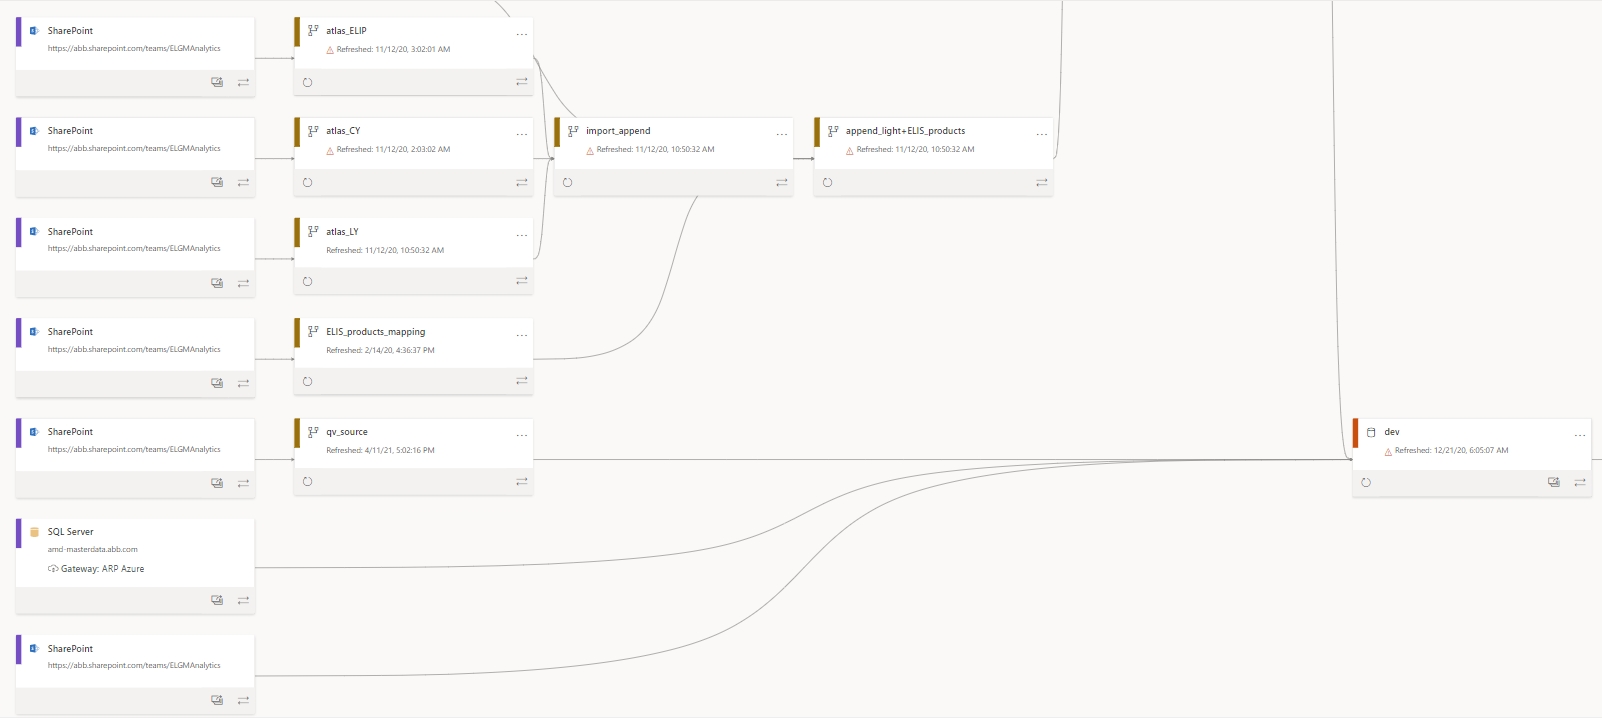 SharePoint
https://abb.sharepoint.com/teams/ELGMAnalytics
atlas_ELIP
...
Refreshed: 11/12/20, 3:02:01 AM
SharePoint
https://abb.sharepoint.com/teams/ELGMAnalytics
atlas_CY
...
Refreshed: 11/12/20, 2:03:02 AM
import_append
...
Refreshed: 11/12/20, 10:50:32 AM
append_light+ELIS_products
...
Refreshed: 11/12/20, 10:50:32 AM
SharePoint
https://abb.sharepoint.com/teams/ELGMAnalytics
atlas_LY
...
Refreshed: 11/12/20, 10:50:32 AM
SharePoint
https://abb.sharepoint.com/teams/ELGMAnalytics
ELIS_products_mapping
...
Refreshed: 2/14/20, 4:36:37 PM
SharePoint
https://abb.sharepoint.com/teams/ELGMAnalytics
qv_source
...
Refreshed: 4/11/21, 5:02:16 PM
dev
...
Refreshed: 12/21/20, 6:05:07 AM
SQL Server
amd-masterdata.abb.com
Gateway: ARP Azure
SharePoint
https://abb.sharepoint.com/teams/ELGMAnalytics